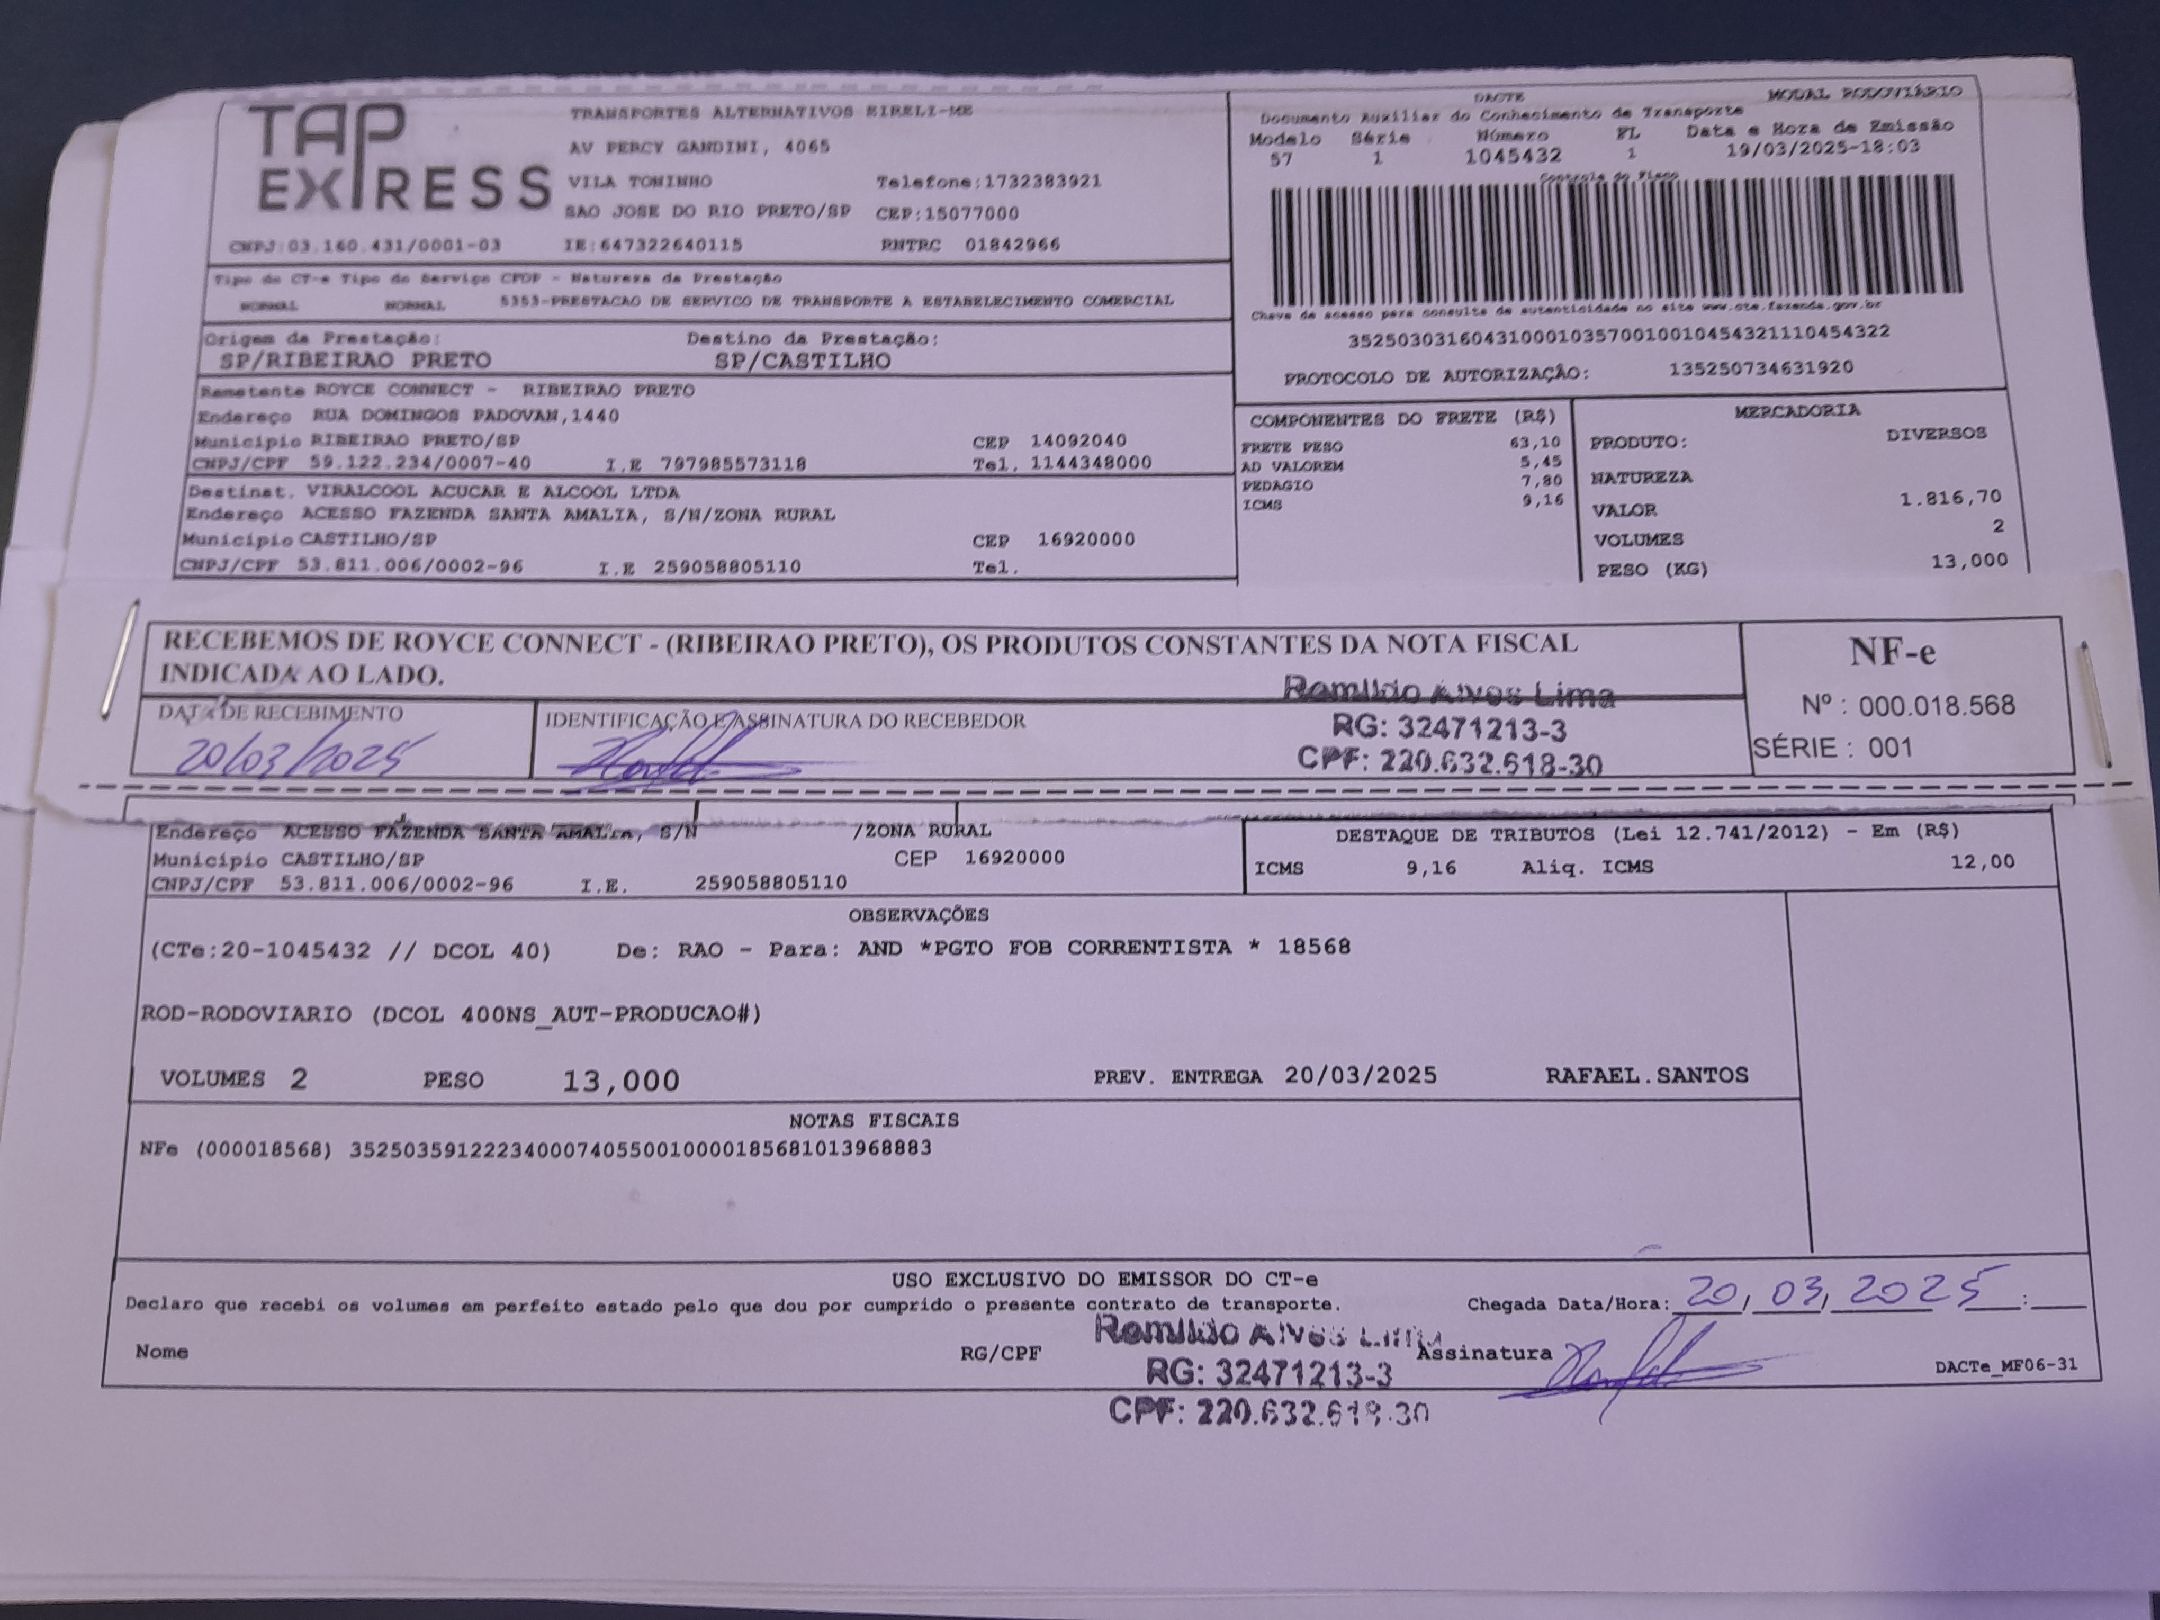 TAP EXPRESS
TRANSPORTES ALTERNATIVOS EIRELI-ME
AV PERCY GANDINI, 4065
VILA TONINHO Telefone:1732383921
SAO JOSE DO RIO PRETO/SP CEP:15077000
CNPJ:03.160.431/0001-03 IE:647322640115 RNTRC 01842966
DACTE MODAL RODOVIÁRIO
Documento Auxiliar do Conhecimento de Transporte
Modelo Série Número FL Data e Hora de Emissão
57 1 1045432 1 19/03/2025-18:03
Controle do Fisco
Chave de acesso para consulta de autenticidade no site www.cte.fazenda.gov.br
35250303160431000103570010010454321110454322
PROTOCOLO DE AUTORIZAÇÃO: 135250734631920
Tipo do CT-e Tipo do Serviço CFOP - Natureza da Prestação
NORMAL NORMAL 5353-PRESTACAO DE SERVICO DE TRANSPORTE A ESTABELECIMENTO COMERCIAL
Origem da Prestação: Destino da Prestação:
SP/RIBEIRAO PRETO SP/CASTILHO
Remetente ROYCE CONNECT - RIBEIRAO PRETO
Endereço RUA DOMINGOS PADOVAN,1440
Município RIBEIRAO PRETO/SP CEP 14092040
CNPJ/CPF 59.122.234/0007-40 I.E 797985573118 Tel. 1144348000
Destinat. VIRALCOOL ACUCAR E ALCOOL LTDA
Endereço ACESSO FAZENDA SANTA AMALIA, S/N/ZONA RURAL
Município CASTILHO/SP CEP 16920000
CNPJ/CPF 53.811.006/0002-96 I.E 259058805110 Tel.
COMPONENTES DO FRETE (R$)
FRETE PESO 63,10
AD VALOREM 5,45
PEDAGIO 7,80
ICMS 9,16
MERCADORIA
PRODUTO: DIVERSOS
NATUREZA
VALOR 1.816,70
VOLUMES 2
PESO (KG) 13,000
RECEBEMOS DE ROYCE CONNECT - (RIBEIRAO PRETO), OS PRODUTOS CONSTANTES DA NOTA FISCAL
INDICADA AO LADO.
DATA DE RECEBIMENTO
20/03/2025
IDENTIFICAÇÃO E ASSINATURA DO RECEBEDOR
Romildo Alves Lima
RG: 32471213-3
CPF: 220.632.618-30
NF-e
Nº : 000.018.568
SÉRIE : 001
Endereço ACESSO FAZENDA SANTA AMALIA, S/N /ZONA RURAL
Município CASTILHO/SP CEP 16920000
CNPJ/CPF 53.811.006/0002-96 I.E. 259058805110
DESTAQUE DE TRIBUTOS (Lei 12.741/2012) - Em (R$)
ICMS 9,16 Aliq. ICMS 12,00
OBSERVAÇÕES
(CTe:20-1045432 // DCOL 40) De: RAO - Para: AND *PGTO FOB CORRENTISTA * 18568
ROD-RODOVIARIO (DCOL 400NS_AUT-PRODUCAO#)
VOLUMES 2 PESO 13,000 PREV. ENTREGA 20/03/2025 RAFAEL.SANTOS
NOTAS FISCAIS
NFe (000018568) 35250359122234000740550010000185681013968883
USO EXCLUSIVO DO EMISSOR DO CT-e
Declaro que recebi os volumes em perfeito estado pelo que dou por cumprido o presente contrato de transporte. Chegada Data/Hora: 20/03/2025 :
Nome RG/CPF Assinatura
Romildo Alves Lima
RG: 32471213-3
CPF: 220.632.618-30
DACTe_MF06-31